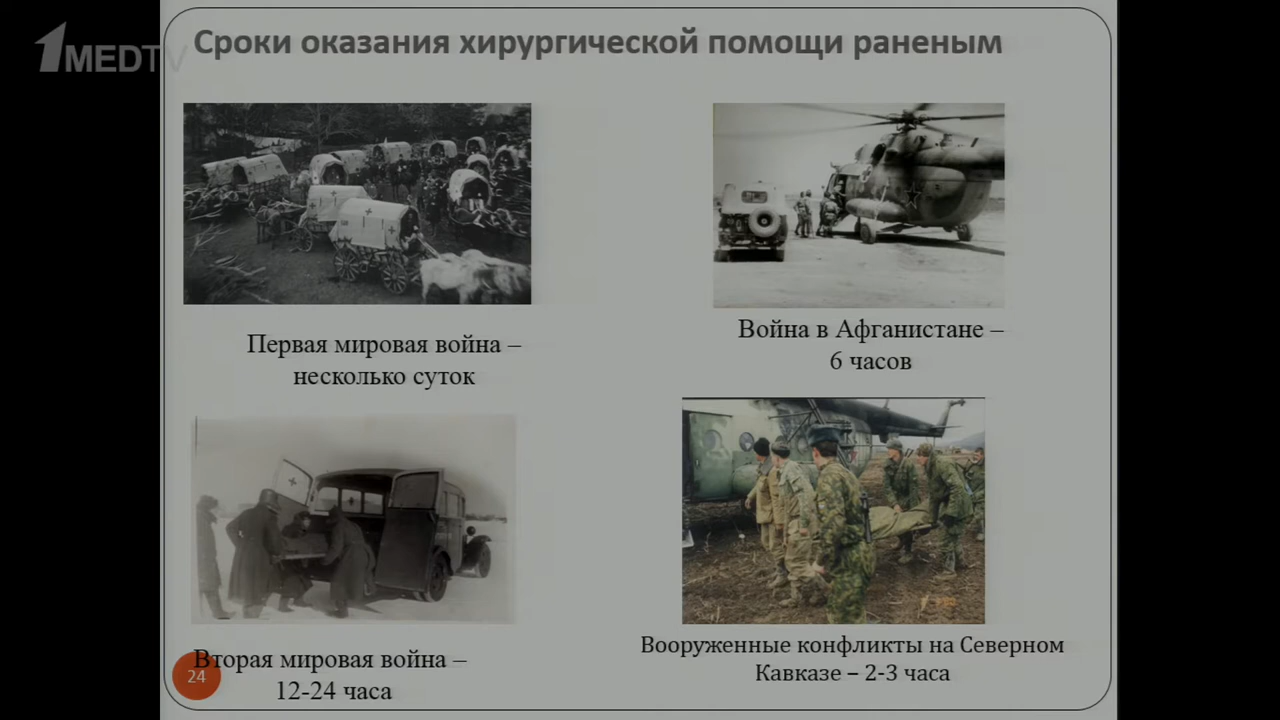 1MEDTV
Сроки оказания хирургической помощи раненым
Первая мировая война –
несколько суток
Война в Афганистане –
6 часов
Вторая мировая война –
12-24 часа
Вооруженные конфликты на Северном
Кавказе – 2-3 часа
24